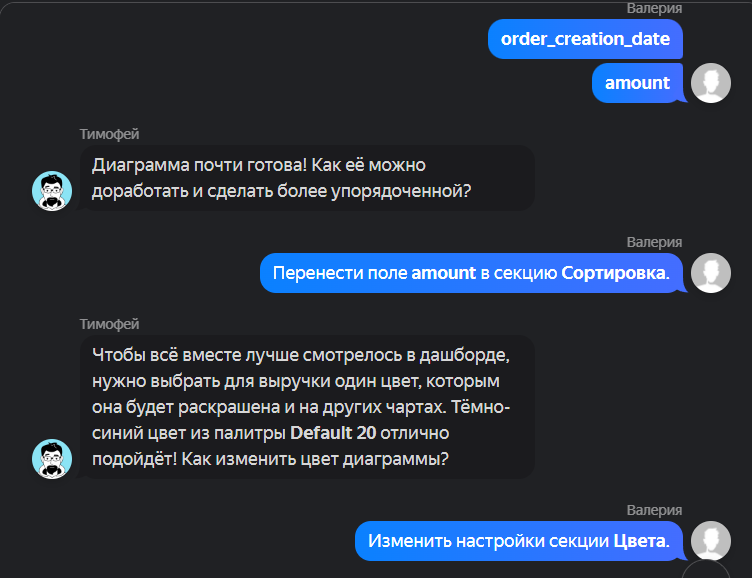 Валерия
order_creation_date
amount
Тимофей
Диаграмма почти готова! Как её можно
доработать и сделать более упорядоченной?
Валерия
Перенести поле amount в секцию Сортировка.
Тимофей
Чтобы всё вместе лучше смотрелось в дашборде,
нужно выбрать для выручки один цвет, которым
она будет раскрашена и на других чартах. Тёмно-
синий цвет из палитры Default 20 отлично
подойдёт! Как изменить цвет диаграммы?
Валерия
Изменить настройки секции Цвета.